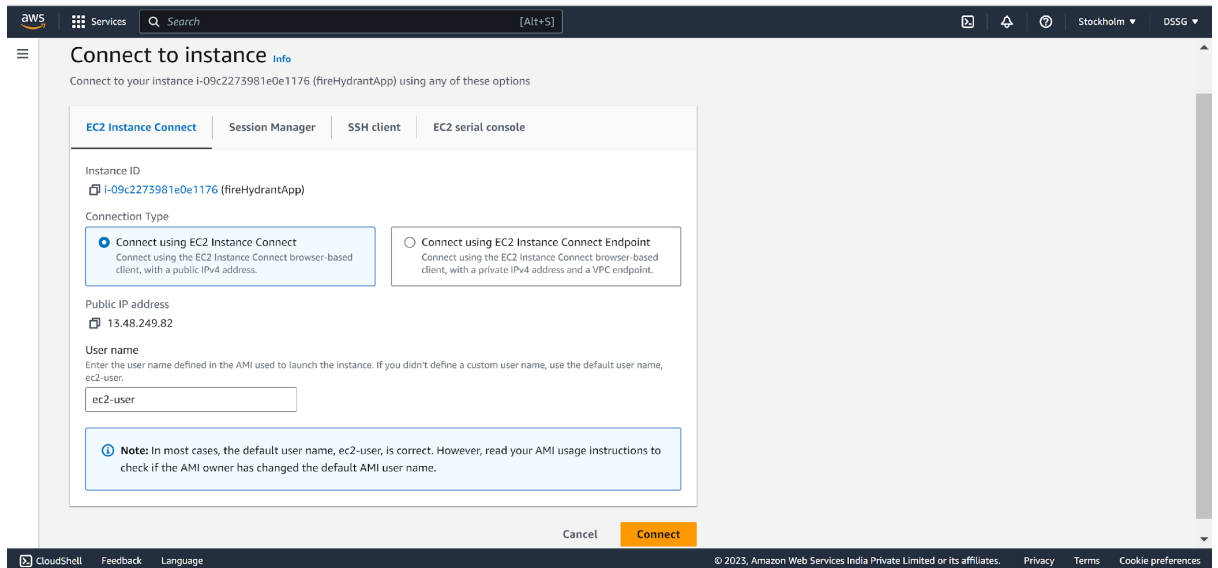 aws Services Search [Alt+S] Stockholm ▼ DSSG ▼
Connect to instance Info
Connect to your instance i-09c2273981e0e1176 (fireHydrantApp) using any of these options
EC2 Instance Connect Session Manager SSH client EC2 serial console
Instance ID
i-09c2273981e0e1176 (fireHydrantApp)
Connection Type
Connect using EC2 Instance Connect
Connect using the EC2 Instance Connect browser-based
client, with a public IPv4 address.
Connect using EC2 Instance Connect Endpoint
Connect using the EC2 Instance Connect browser-based
client, with a private IPv4 address and a VPC endpoint.
Public IP address
13.48.249.82
User name
Enter the user name defined in the AMI used to launch the instance. If you didn't define a custom user name, use the default user name,
ec2-user.
ec2-user
Note: In most cases, the default user name, ec2-user, is correct. However, read your AMI usage instructions to
check if the AMI owner has changed the default AMI user name.
Cancel Connect
CloudShell Feedback Language © 2023, Amazon Web Services India Private Limited or its affiliates. Privacy Terms Cookie preferences